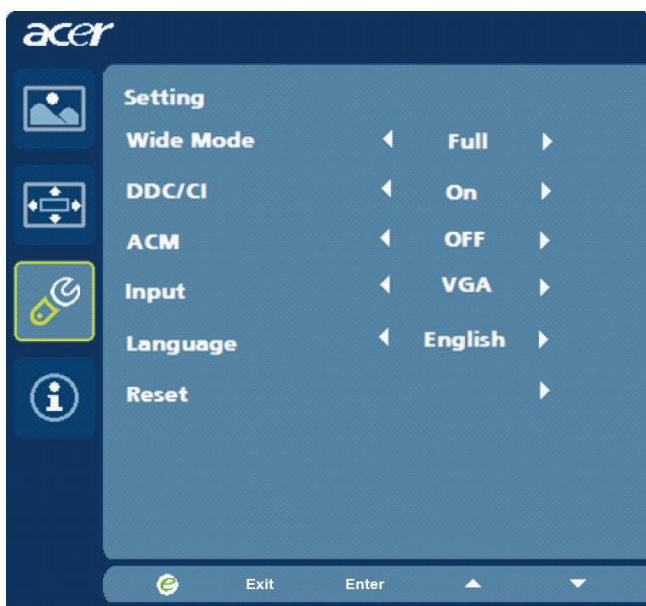 acer
Setting
Wide Mode Full
DDC/CI On
ACM OFF
Input VGA
Language English
Reset
e Exit Enter